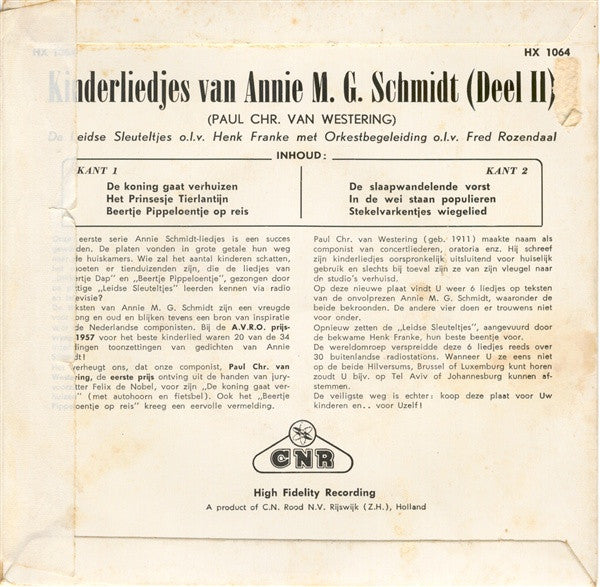 HX 1064
HX 1064
Kinderliedjes van Annie M. G. Schmidt (Deel II)
(PAUL CHR. VAN WESTERING)
De Leidse Sleuteltjes o.l.v. Henk Franke met Orkestbegeleiding o.l.v. Fred Rozendaal
INHOUD:
KANT 1
De koning gaat verhuizen
Het Prinsesje Tierlantijn
Beertje Pippeloentje op reis
KANT 2
De slaapwandelende vorst
In de wei staan populieren
Stekelvarkentjes wiegelied
Onze eerste serie Annie Schmidt-liedjes is een succes
geworden. De platen vonden in grote getale hun weg
de huiskamers. Wie zal het aantal kinderen schatten,
moeten er tienduizenden zijn, die de liedjes van
„Beertje Dap" en „Beertje Pippeloentje", gezongen door
pittige „Leidse Sleuteltjes" leerden kennen via radio
televisie?
teksten van Annie M. G. Schmidt zijn een vreugde
jong en oud en blijken tevens een bron van inspiratie
de Nederlandse componisten. Bij de A.V.R.O. prijs-
1957 voor het beste kinderlied waren 20 van de 34
inzendingen toonzettingen van gedichten van Annie
verheugt ons, dat onze componist, Paul Chr. van
Westering, de eerste prijs ontving uit de handen van jury-
Felix de Nobel, voor zijn „De koning gaat ver-
huizen" (met autohoorn en fietsbel). Ook het „Beertje
Pippeloentje op reis" kreeg een eervolle vermelding.
Paul Chr. van Westering (geb. 1911) maakte naam als
componist van concertliederen, oratoria enz. Hij schreef
zijn kinderliedjes oorspronkelijk uitsluitend voor huiselijk
gebruik en slechts bij toeval zijn ze van zijn vleugel naar
de studio's verhuisd.
Op deze nieuwe plaat vindt U weer 6 liedjes op teksten
van de onvolprezen Annie M. G. Schmidt, waaronder de
beide bekroonden. De andere vier doen er trouwens niet
voor onder.
Opnieuw zetten de „Leidse Sleuteltjes", aangevuurd door
de bekwame Henk Franke, hun beste beentje voor.
De wereldomroep verspreidde deze 6 liedjes reeds over
30 buitenlandse radiostations. Wanneer U ze eens niet
op de beide Hilversums, Brussel of Luxemburg kunt horen
zoudt U bijv. op Tel Aviv of Johannesburg kunnen af-
stemmen.
De veiligste weg is echter: koop deze plaat voor Uw
kinderen en.. voor Uzelf!
CNR
High Fidelity Recording
A product of C.N. Rood N.V. Rijswijk (Z.H.), Holland